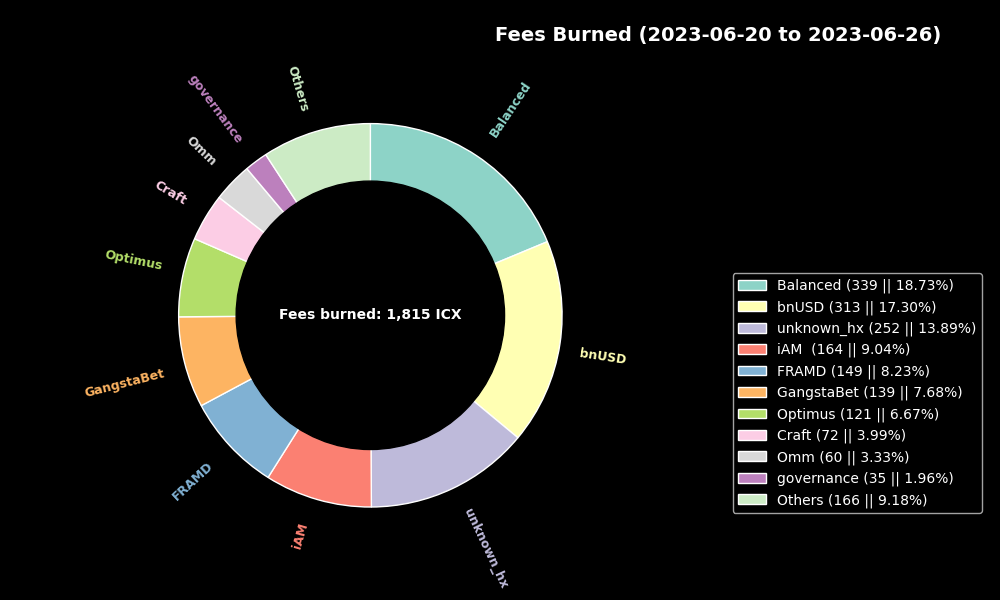 Fees Burned (2023-06-20 to 2023-06-26)
Balanced
bnUSD
unknown_hx
iAM
FRAMD
GangstaBet
Optimus
Craft
Omm
governance
Others
Fees burned: 1,815 ICX
Balanced (339 || 18.73%)
bnUSD (313 || 17.30%)
unknown_hx (252 || 13.89%)
iAM  (164 || 9.04%)
FRAMD (149 || 8.23%)
GangstaBet (139 || 7.68%)
Optimus (121 || 6.67%)
Craft (72 || 3.99%)
Omm (60 || 3.33%)
governance (35 || 1.96%)
Others (166 || 9.18%)